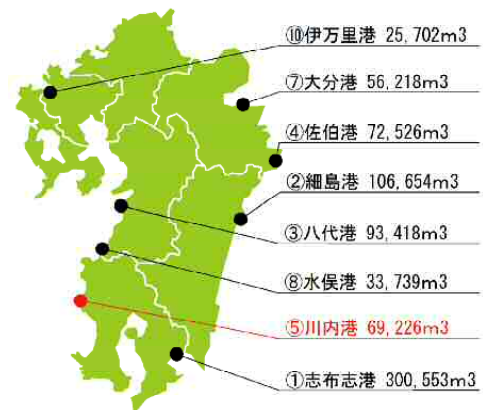 ⑩伊万里港 25,702m3
⑦大分港 56,218m3
④佐伯港 72,526m3
②細島港 106,654m3
③八代港 93,418m3
⑧水俣港 33,739m3
⑤川内港 69,226m3
①志布志港 300,553m3